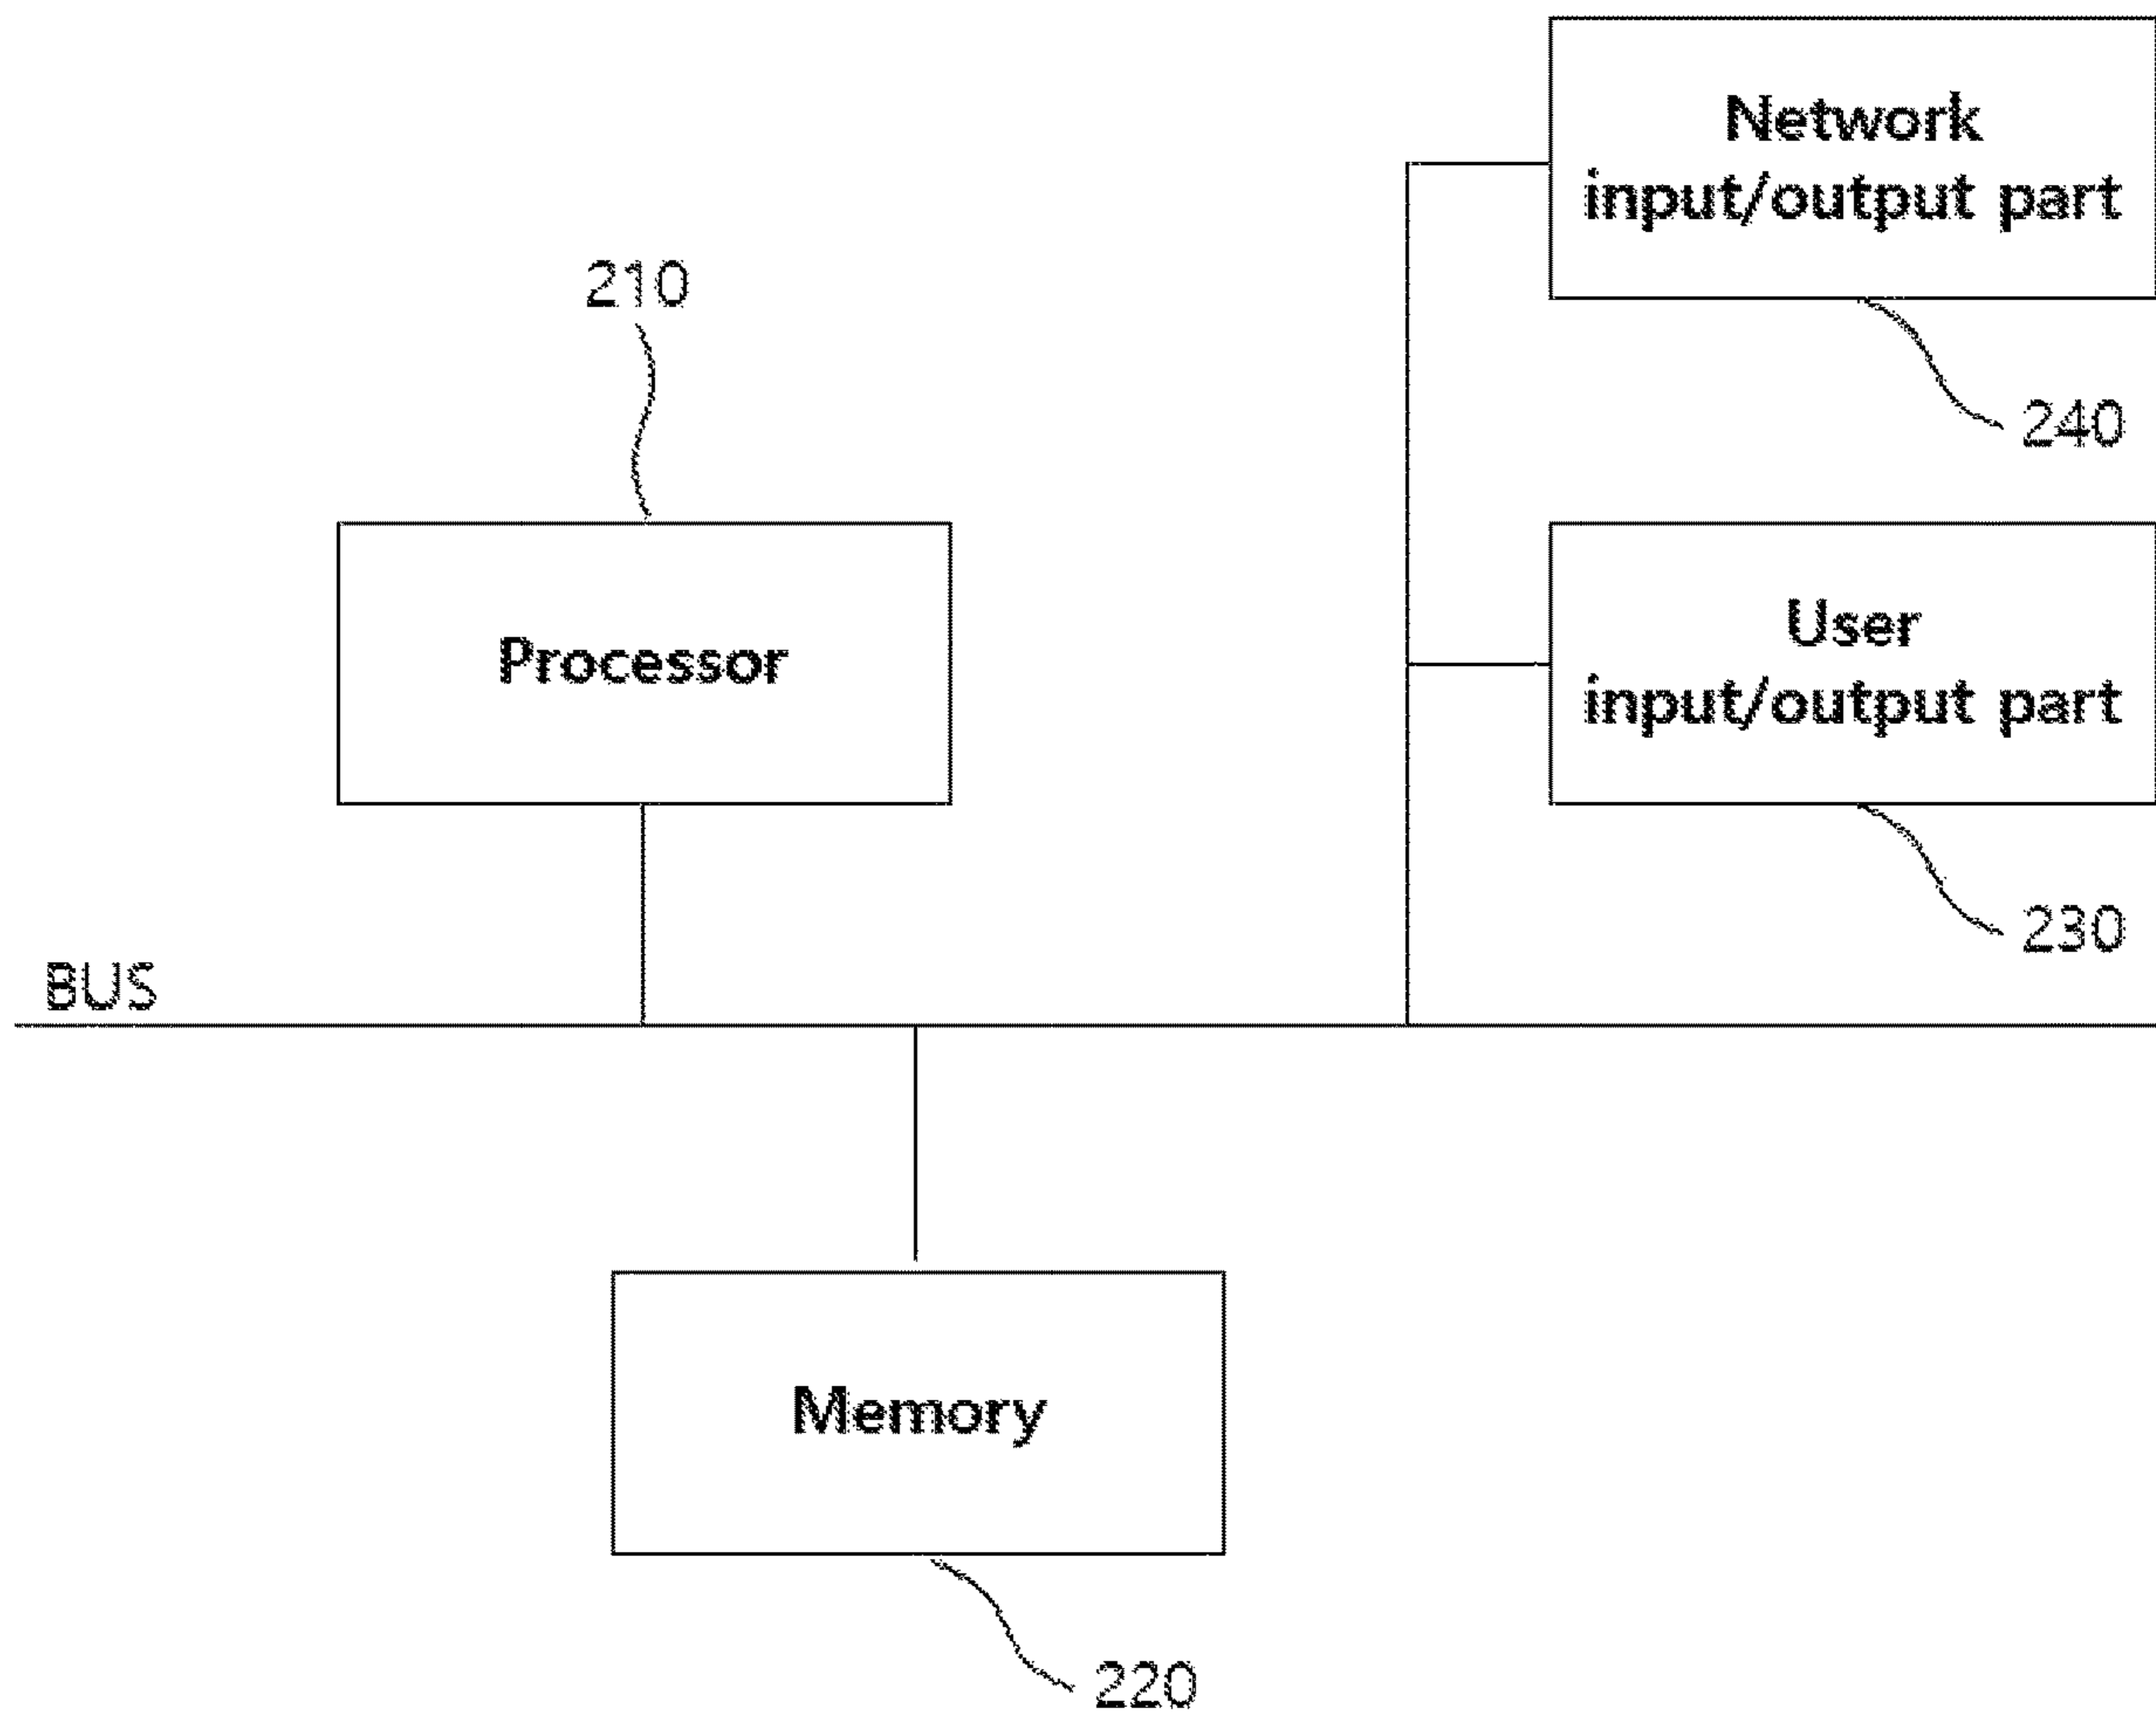 Network
input/output part
210
240
Processor
User
input/output part
230
BUS
Memory
220